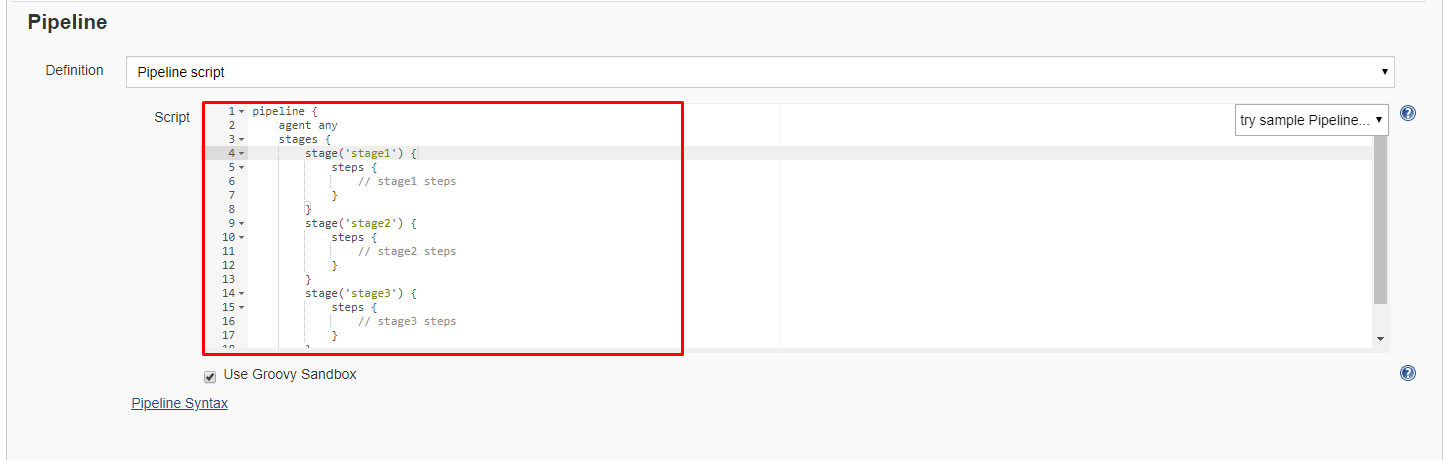 Pipeline
Definition
Pipeline script
Script
try sample Pipeline...
1 pipeline {
2     agent any
3     stages {
4         stage('stage1') {
5             steps {
6                 // stage1 steps
7             }
8         }
9         stage('stage2') {
10             steps {
11                 // stage2 steps
12             }
13         }
14         stage('stage3') {
15             steps {
16                 // stage3 steps
17             }
18         }
Use Groovy Sandbox
Pipeline Syntax